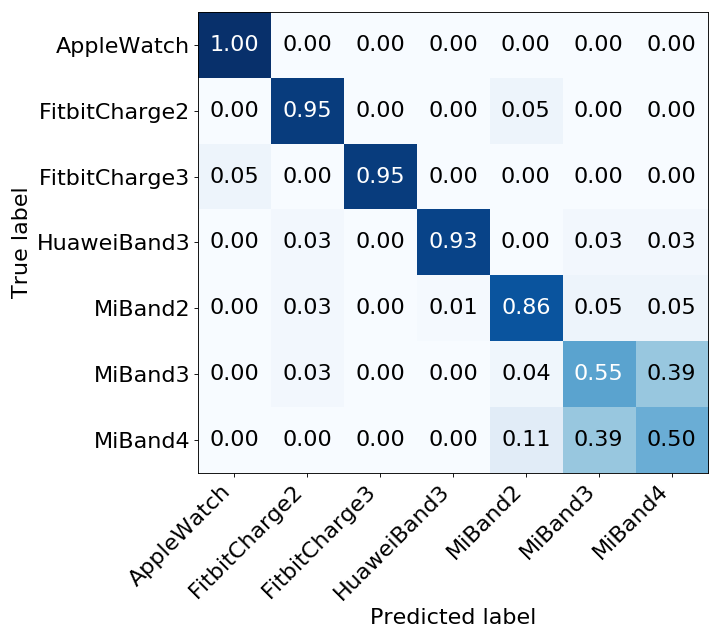 AppleWatch 1.00 0.00 0.00 0.00 0.00 0.00 0.00
FitbitCharge2 0.00 0.95 0.00 0.00 0.05 0.00 0.00
FitbitCharge3 0.05 0.00 0.95 0.00 0.00 0.00 0.00
HuaweiBand3 0.00 0.03 0.00 0.93 0.00 0.03 0.03
MiBand2 0.00 0.03 0.00 0.01 0.86 0.05 0.05
MiBand3 0.00 0.03 0.00 0.00 0.04 0.55 0.39
MiBand4 0.00 0.00 0.00 0.00 0.11 0.39 0.50
True label
AppleWatch
FitbitCharge2
FitbitCharge3
HuaweiBand3
MiBand2
MiBand3
MiBand4
Predicted label